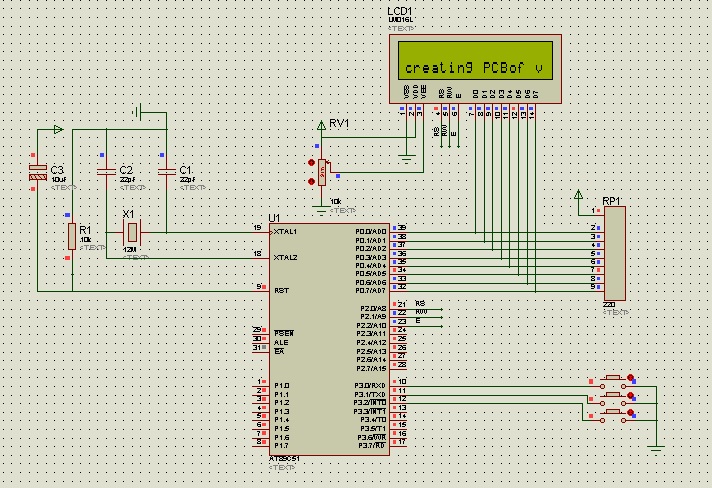 LCD1
LM016L
<TEXT>
creating PCBof v
VSS VDD VEE RS RW E D0 D1 D2 D3 D4 D5 D6 D7
1 2 3 4 5 6 7 8 9 10 11 12 13 14
RS RW E
RV1
10k
<TEXT>
C3
10uF
<TEXT>
C2
22pF
<TEXT>
C1
22pF
<TEXT>
R1
10k
<TEXT>
X1
12M
<TEXT>
U1
19 XTAL1
18 XTAL2
9 RST
29 PSEN
30 ALE
31 EA
1 P1.0
2 P1.1
3 P1.2
4 P1.3
5 P1.4
6 P1.5
7 P1.6
8 P1.7
P0.0/AD0 39
P0.1/AD1 38
P0.2/AD2 37
P0.3/AD3 36
P0.4/AD4 35
P0.5/AD5 34
P0.6/AD6 33
P0.7/AD7 32
P2.0/A8 21 RS
P2.1/A9 22 RW
P2.2/A10 23 E
P2.3/A11 24
P2.4/A12 25
P2.5/A13 26
P2.6/A14 27
P2.7/A15 28
P3.0/RXD 10
P3.1/TXD 11
P3.2/INT0 12
P3.3/INT1 13
P3.4/T0 14
P3.5/T1 15
P3.6/WR 16
P3.7/RD 17
AT89C51
<TEXT>
RP1
1
2
3
4
5
6
7
8
9
220
<TEXT>